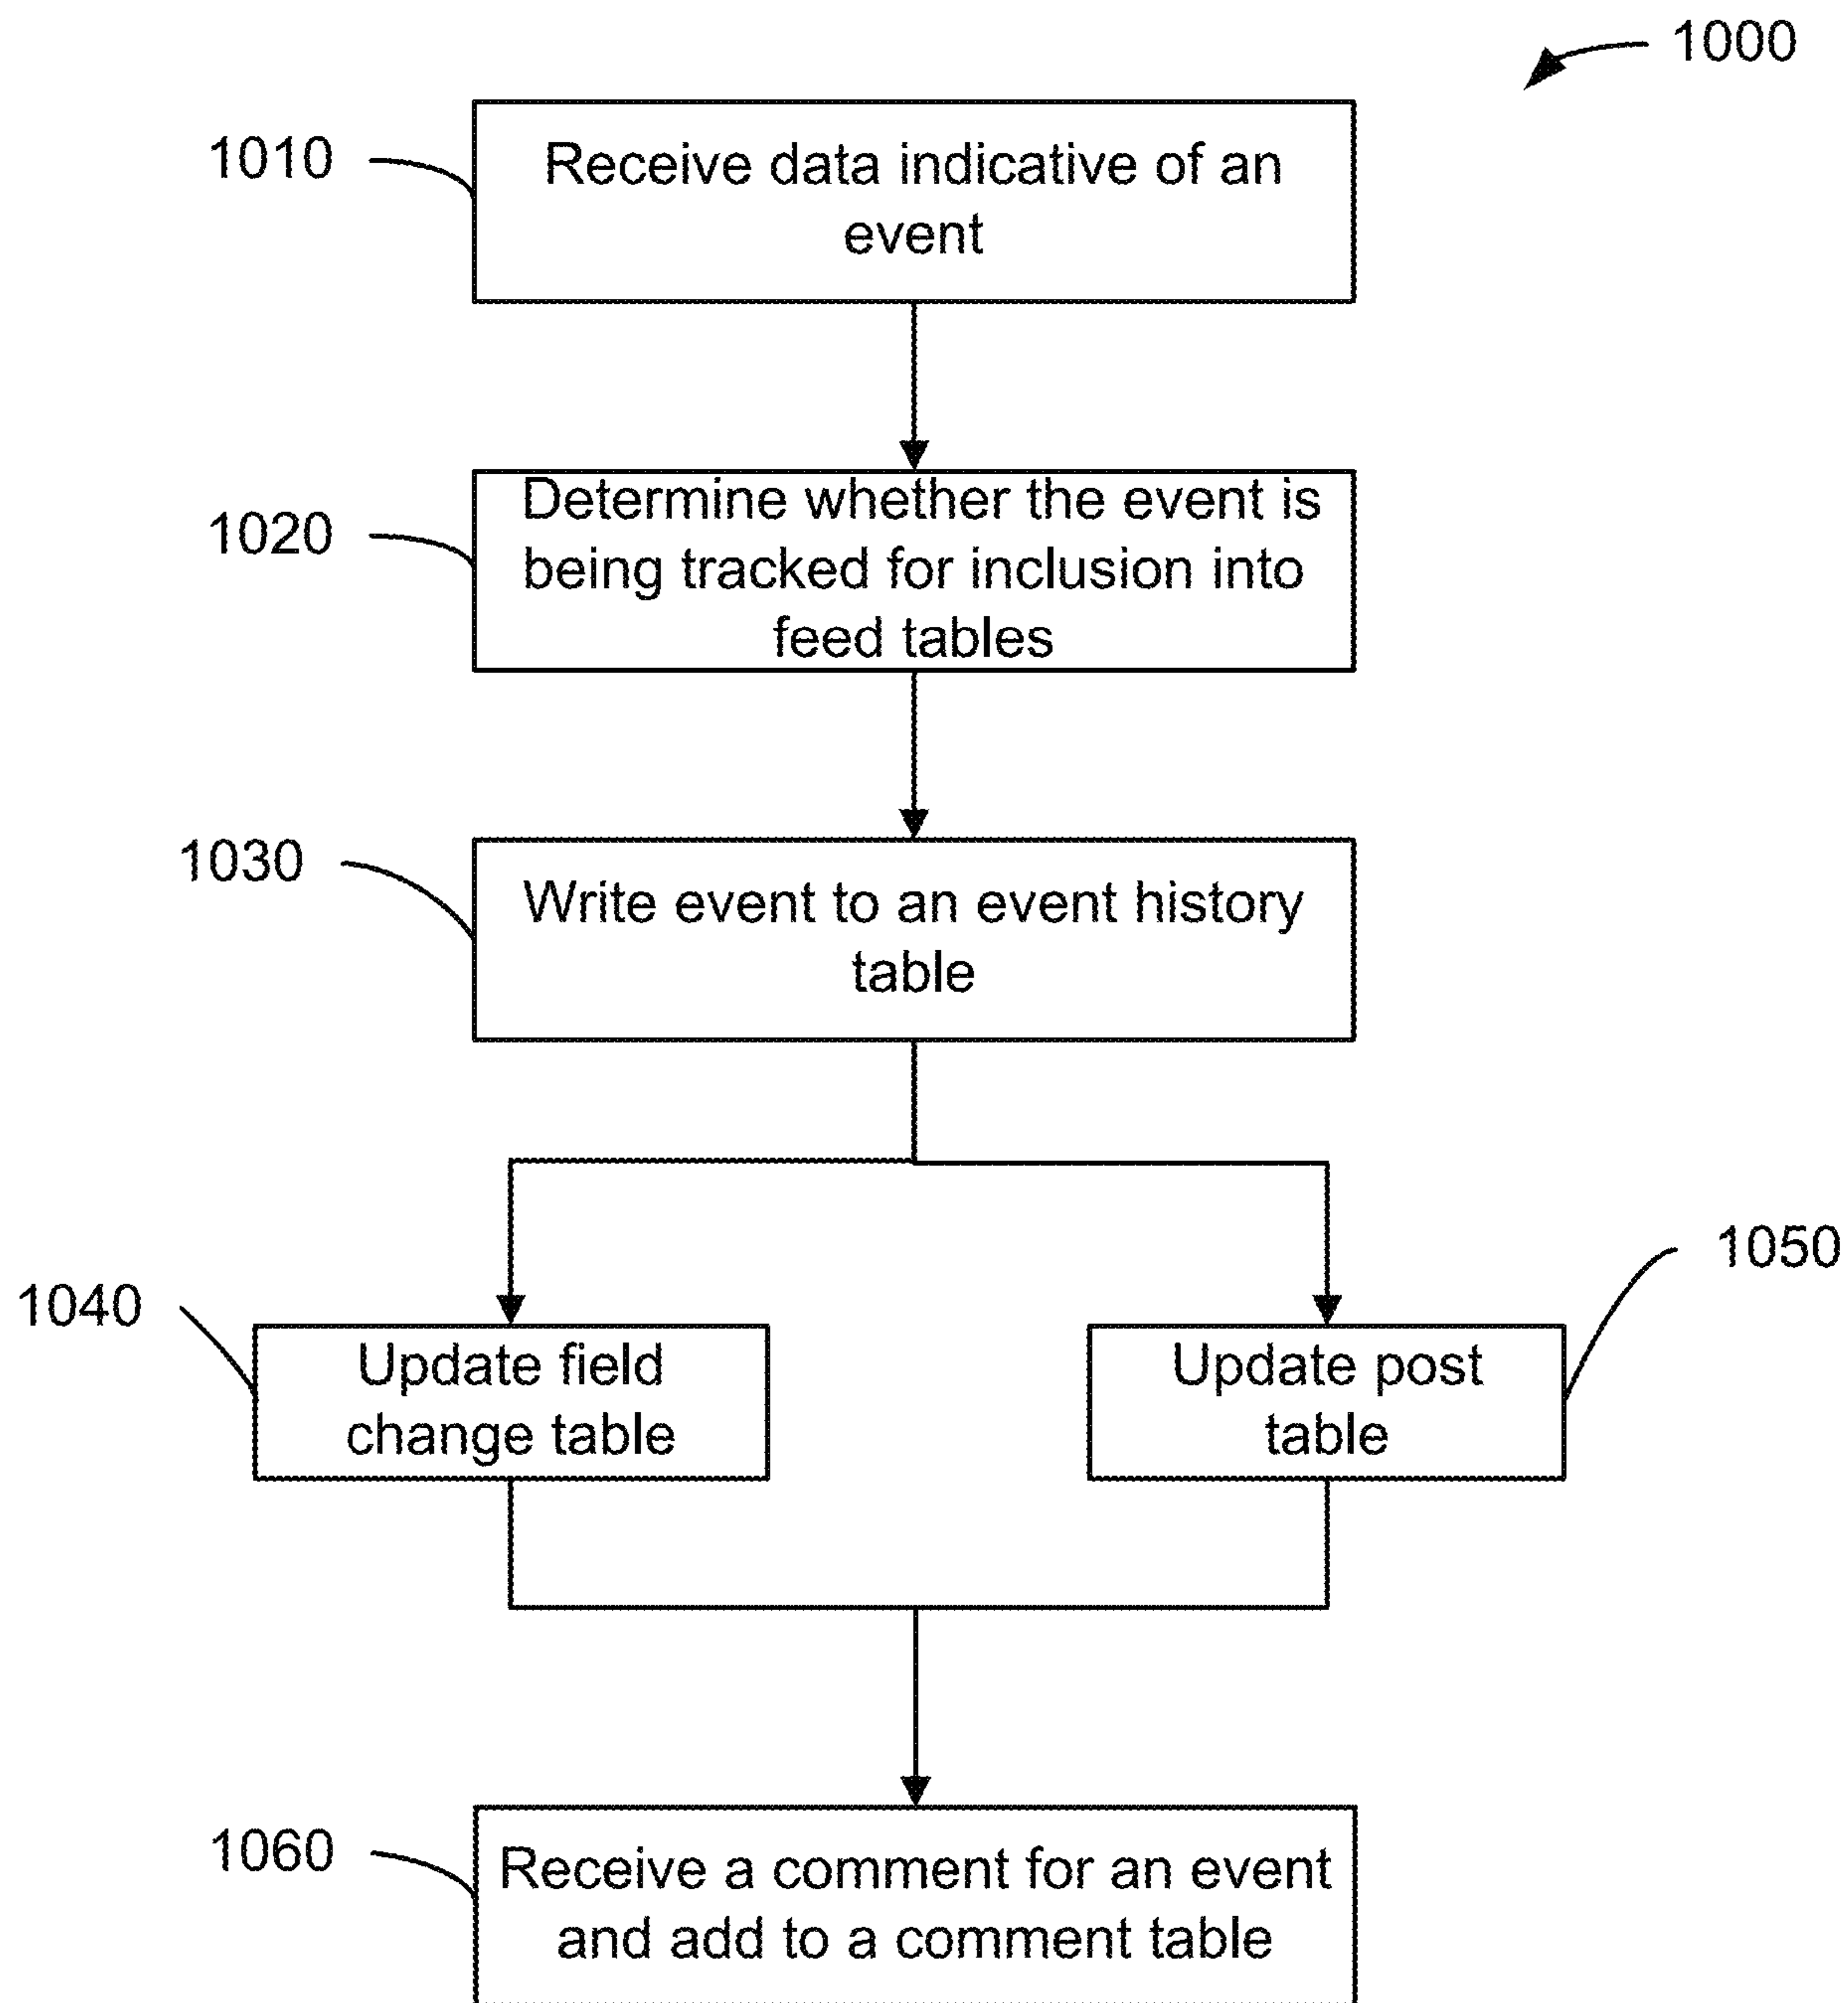 1000
1010
Receive data indicative of an
event
1020
Determine whether the event is
being tracked for inclusion into
feed tables
1030
Write event to an event history
table
1040
Update field
change table
1050
Update post
table
1060
Receive a comment for an event
and add to a comment table